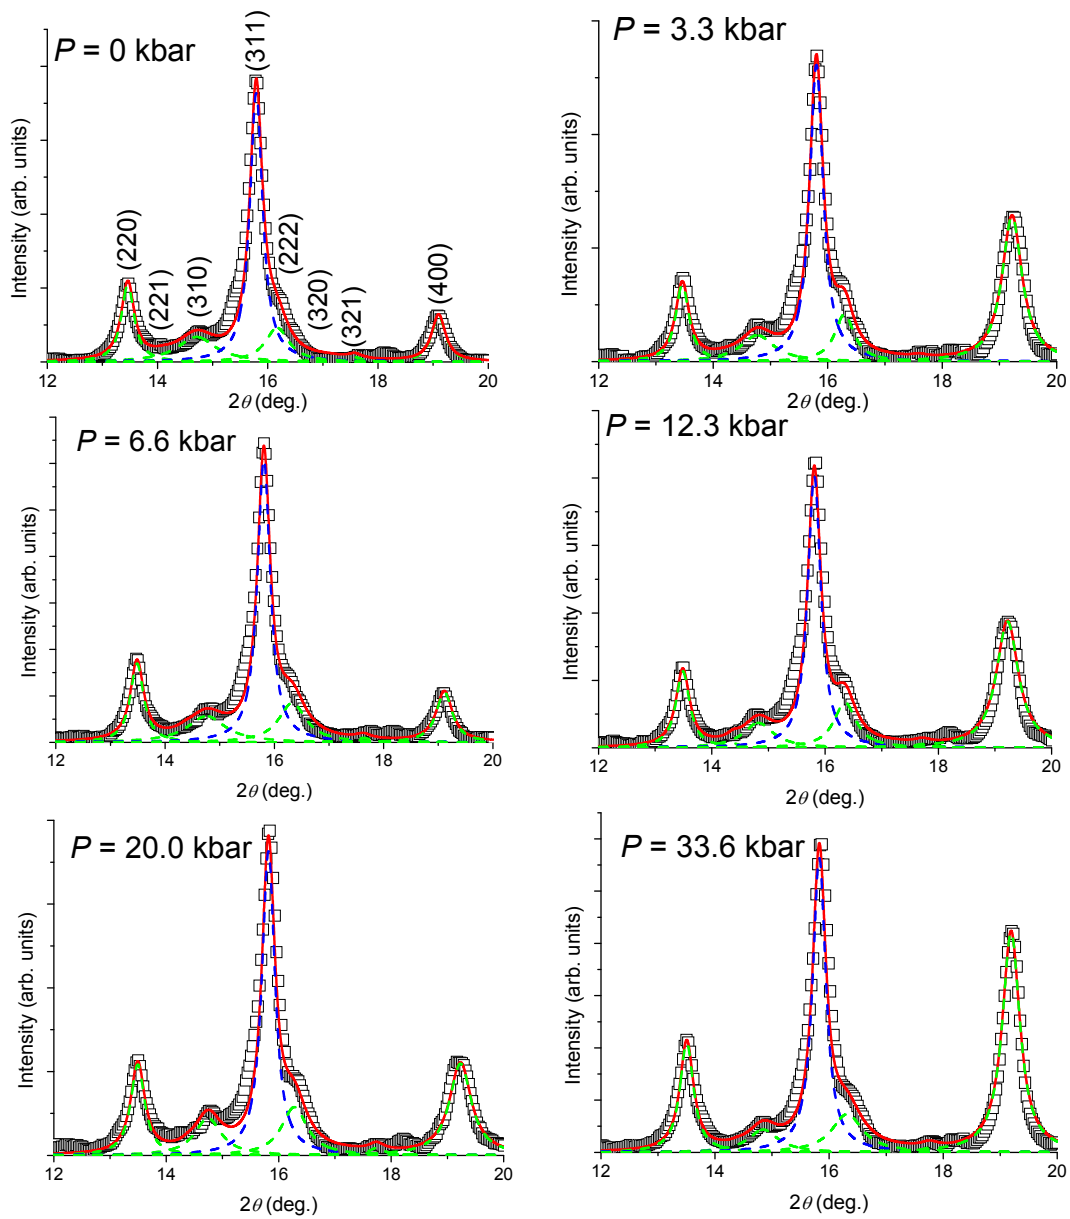 P = 0 kbar
(220)
(221)
(310)
(311)
(222)
(320)
(321)
(400)
Intensity (arb. units)
12 14 16 18 20
2θ (deg.)
P = 3.3 kbar
Intensity (arb. units)
12 14 16 18 20
2θ (deg.)
P = 6.6 kbar
Intensity (arb. units)
12 14 16 18 20
2θ (deg.)
P = 12.3 kbar
Intensity (arb. units)
12 14 16 18 20
2θ (deg.)
P = 20.0 kbar
Intensity (arb. units)
12 14 16 18 20
2θ (deg.)
P = 33.6 kbar
Intensity (arb. units)
12 14 16 18 20
2θ (deg.)